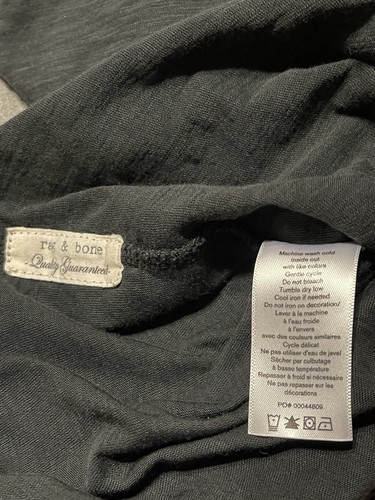 rg & bone
Quality Guaranteed
Machine wash cold
inside out
with like colors
Gentle cycle
Do not bleach
Tumble dry low
Cool iron if needed
Do not iron on decoration/
Laver à la machine
à l'eau froide
à l'envers
avec des couleurs similaires
Cycle délicat
Ne pas utiliser d'eau de javel
Sécher par culbutage
à basse température
Repasser à froid si nécessaire
Ne pas repasser sur les
décorations
PO# 00044809